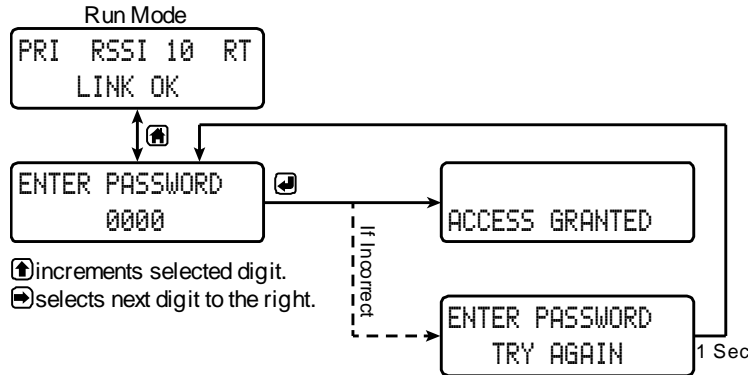 Run Mode
PRI RSSI 10 RT
LINK OK
ENTER PASSWORD
0000
ACCESS GRANTED
If Incorrect
increments selected digit.
selects next digit to the right.
ENTER PASSWORD
TRY AGAIN
1 Sec